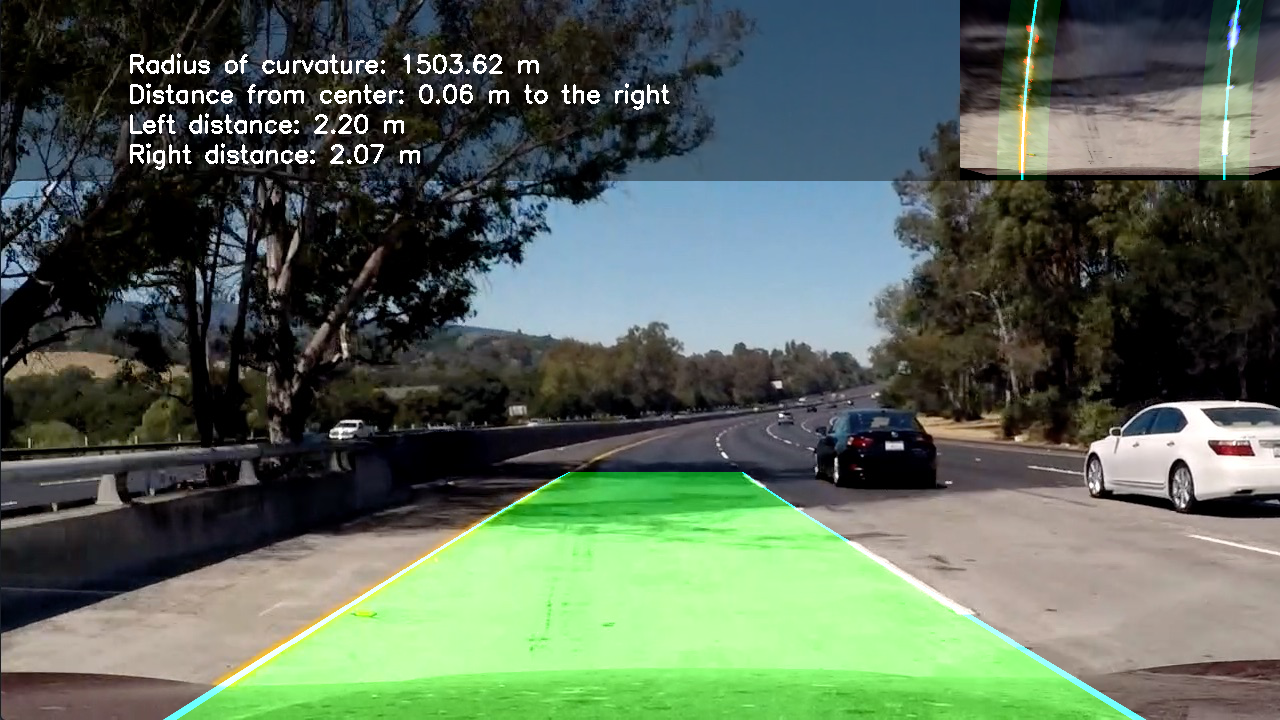 Radius of curvature: 1503.62 m
Distance from center: 0.06 m to the right
Left distance: 2.20 m
Right distance: 2.07 m